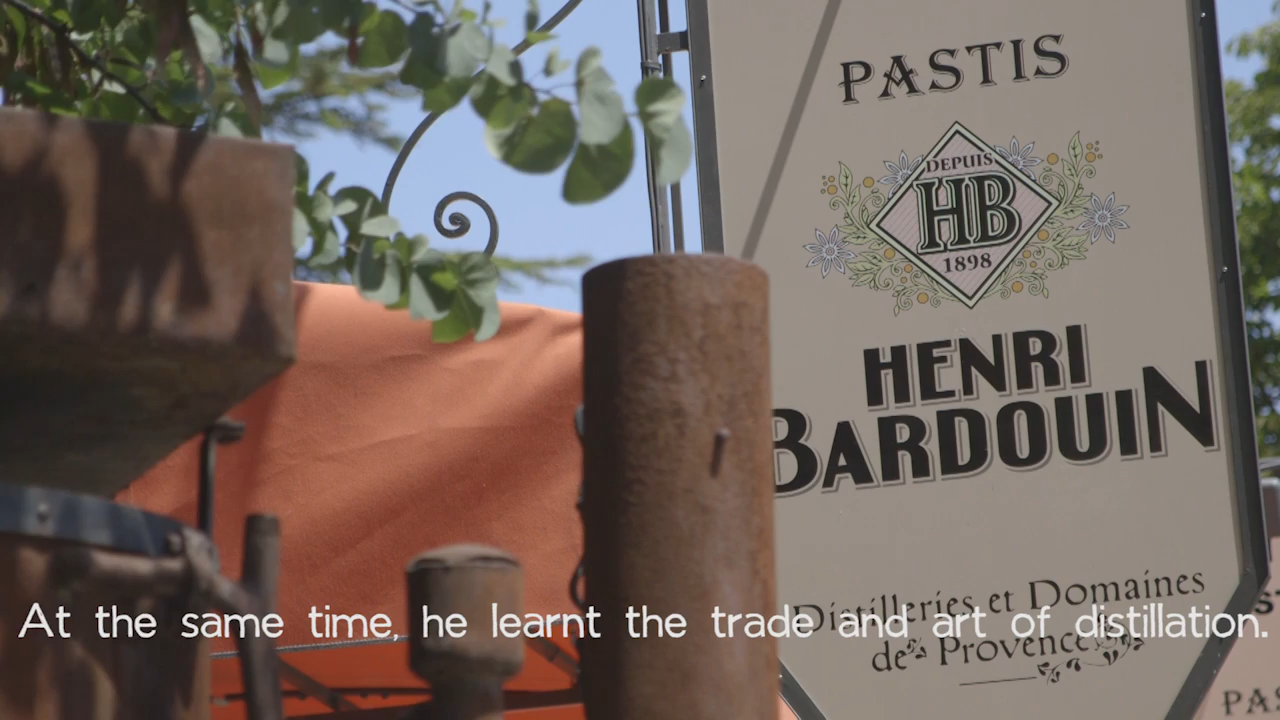 PASTIS
DEPUIS
HB
1898
HENRI
BARDOUIN
Distilleries et Domaines
de Provence
At the same time, he learnt the trade and art of distillation.